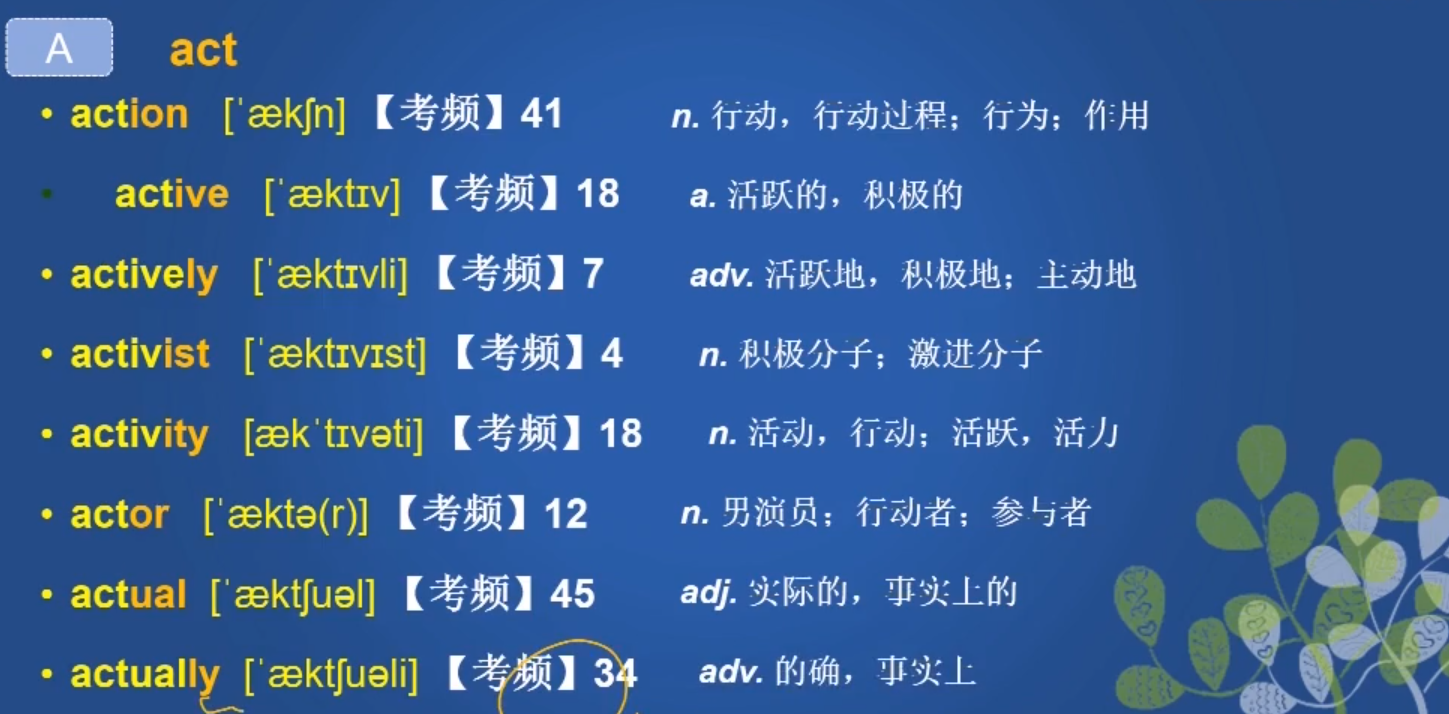 A act
• action [ˈækʃn] 【考频】41 n. 行动，行动过程；行为；作用
• active [ˈæktɪv] 【考频】18 a. 活跃的，积极的
• actively [ˈæktɪvli] 【考频】7 adv. 活跃地，积极地；主动地
• activist [ˈæktɪvɪst] 【考频】4 n. 积极分子；激进分子
• activity [ækˈtɪvəti] 【考频】18 n. 活动，行动；活跃，活力
• actor [ˈæktə(r)] 【考频】12 n. 男演员；行动者；参与者
• actual [ˈæktʃuəl] 【考频】45 adj. 实际的，事实上的
• actually [ˈæktʃuəli] 【考频】34 adv. 的确，事实上